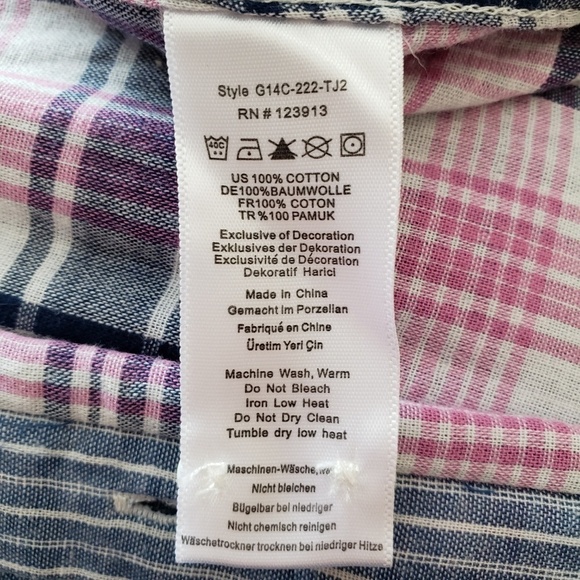 Style G14C-222-TJ2
RN # 123913
40C
US 100% COTTON
DE100%BAUMWOLLE
FR100% COTON
TR %100 PAMUK
Exclusive of Decoration
Exklusives der Dekoration
Exclusivité de Décoration
Dekoratif Harici
Made in China
Gemacht im Porzelian
Fabriqué en Chine
Üretim Yeri Çin
Machine Wash, Warm
Do Not Bleach
Iron Low Heat
Do Not Dry Clean
Tumble dry low heat
Maschinen-Wäsche,
Nicht bleichen
Bügelbar bei niedriger
Nicht chemisch reinigen
Wäschetrockner trocknen bei niedriger Hitze